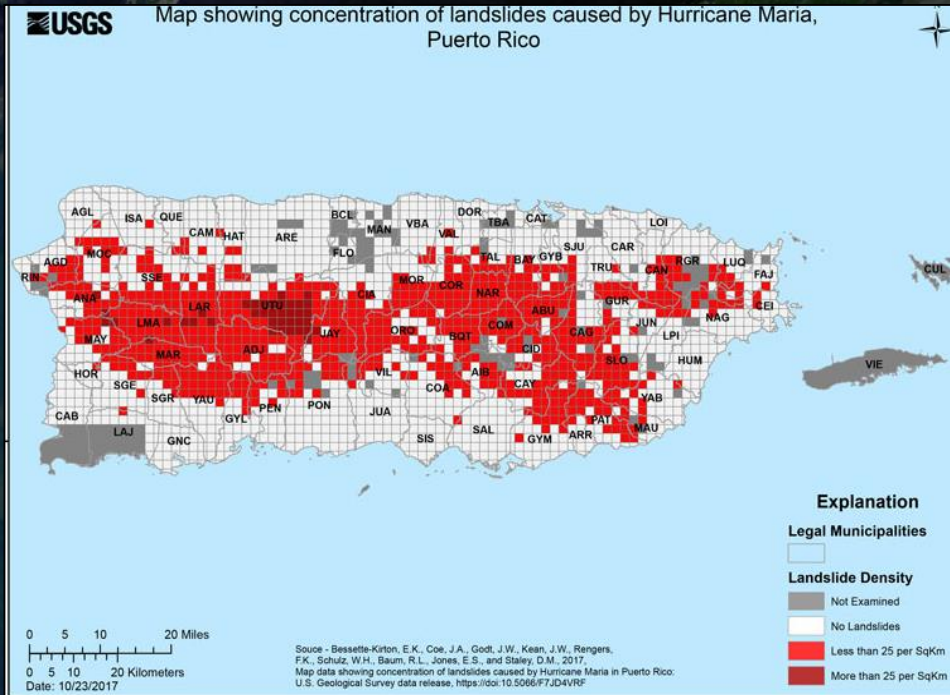 USGS
Map showing concentration of landslides caused by Hurricane Maria,
Puerto Rico
AGL
ISA
QUE
CAM
HAT
ARE
BCL
MAN
FLO
VBA
DOR
VAL
TBA
CAT
LOI
TAL
BAY
GYB
SJU
CAR
TRU
CAN
RGR
LUQ
FAJ
CUL
AGD
MOC
RIN
SSE
ANA
LAR
UTU
CIA
MOR
COR
NAR
ABU
GUR
CEI
NAG
LMA
MAY
MAR
ADJ
JAY
ORO
BQT
COM
CID
CAG
JUN
LPI
HUM
VIE
HOR
SGE
SGR
YAU
GYL
PEN
PON
VIL
COA
AIB
CAY
SLO
YAB
CAB
LAJ
GNC
JUA
SIS
SAL
GYM
ARR
PAT
MAU
Explanation
Legal Municipalities
Landslide Density
Not Examined
No Landslides
Less than 25 per SqKm
More than 25 per SqKm
0 5 10 20 Miles
0 5 10 20 Kilometers
Date: 10/23/2017
Souce - Bessette-Kirton, E.K., Coe, J.A., Godt, J.W., Kean, J.W., Rengers,
F.K., Schulz, W.H., Baum, R.L., Jones, E.S., and Staley, D.M., 2017,
Map data showing concentration of landslides caused by Hurricane Maria in Puerto Rico:
U.S. Geological Survey data release, https://doi:10.5066/F7JD4VRF